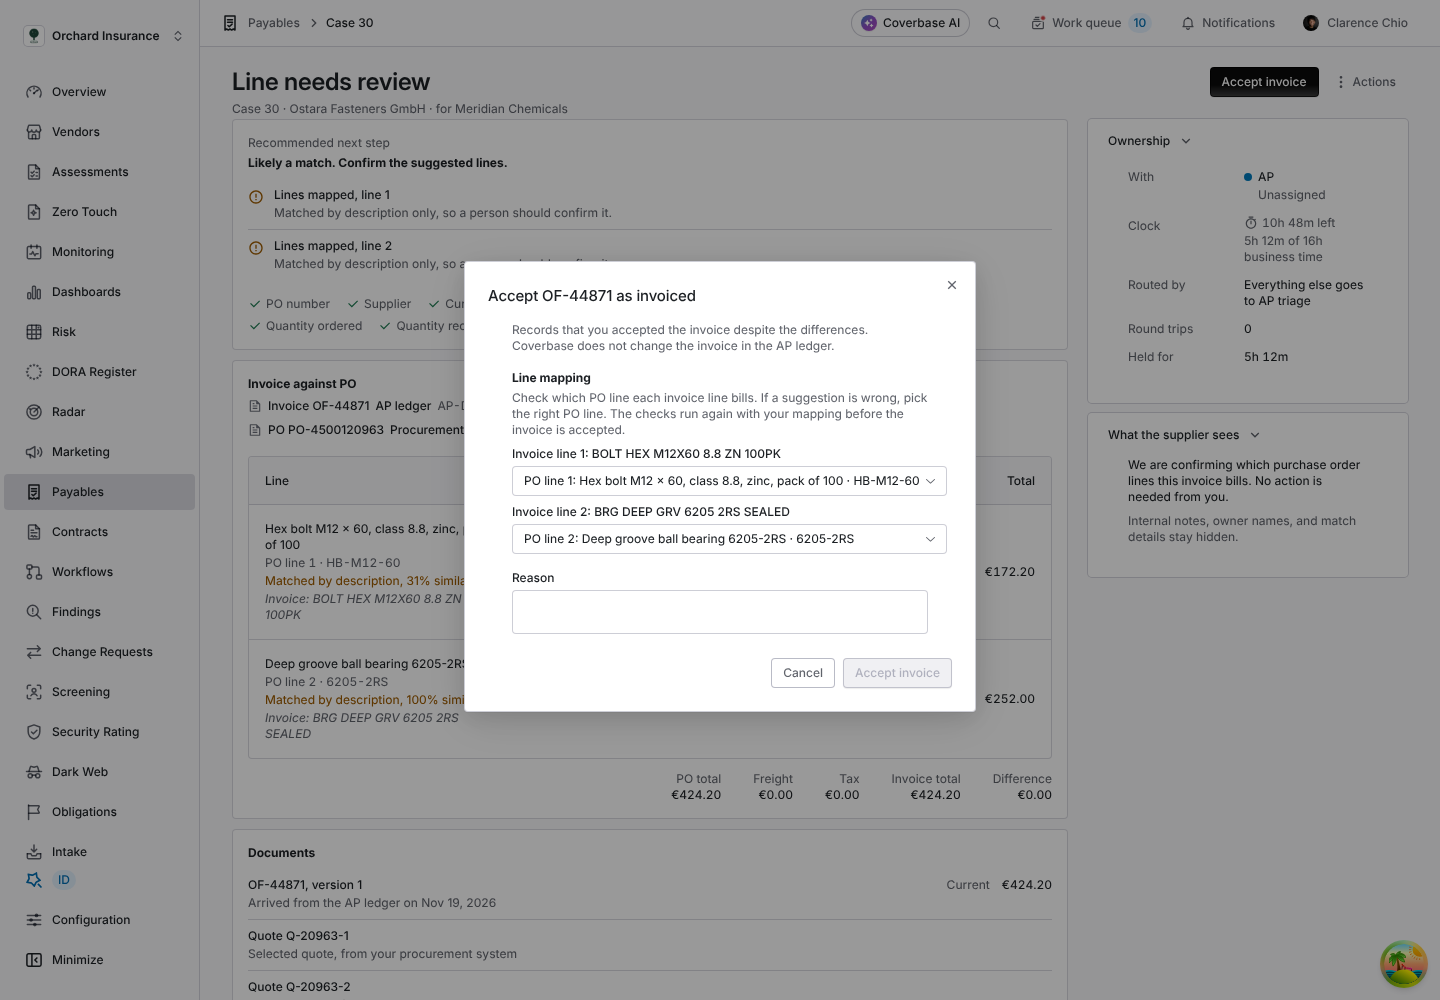 Orchard Insurance
Overview
Vendors
Assessments
Zero Touch
Monitoring
Dashboards
Risk
DORA Register
Radar
Marketing
Payables
Contracts
Workflows
Findings
Change Requests
Screening
Security Rating
Dark Web
Obligations
Intake
ID
Configuration
Minimize
Payables > Case 30
Coverbase AI
Work queue 10
Notifications
Clarence Chio
Line needs review
Case 30 · Ostara Fasteners GmbH · for Meridian Chemicals
Accept invoice
Actions
Recommended next step
Likely a match. Confirm the suggested lines.
Lines mapped, line 1
Matched by description only, so a person should confirm it.
Lines mapped, line 2
Matched by description only, so a
PO number Supplier
Quantity ordered Quantity
Invoice against PO
Invoice OF-44871 AP ledger
PO PO-4500120963 Procurement
Line Total
Hex bolt M12 × 60, class 8.8, zinc,
of 100
PO line 1 · HB-M12-60
Matched by description, 31%
Invoice: BOLT HEX M12X60 8.8 ZN
100PK
€172.20
Deep groove ball bearing 6205-2RS
PO line 2 · 6205-2RS
Matched by description, 100%
Invoice: BRG DEEP GRV 6205 2RS
SEALED
€252.00
PO total Freight Tax Invoice total Difference
€424.20 €0.00 €0.00 €424.20 €0.00
Documents
OF-44871, version 1
Arrived from the AP ledger on Nov 19, 2026
Current €424.20
Quote Q-20963-1
Selected quote, from your procurement system
Quote Q-20963-2
Accept OF-44871 as invoiced
Records that you accepted the invoice despite the differences.
Coverbase does not change the invoice in the AP ledger.
Line mapping
Check which PO line each invoice line bills. If a suggestion is wrong, pick
the right PO line. The checks run again with your mapping before the
invoice is accepted.
Invoice line 1: BOLT HEX M12X60 8.8 ZN 100PK
PO line 1: Hex bolt M12 × 60, class 8.8, zinc, pack of 100 · HB-M12-60
Invoice line 2: BRG DEEP GRV 6205 2RS SEALED
PO line 2: Deep groove ball bearing 6205-2RS · 6205-2RS
Reason
Cancel
Accept invoice
Ownership
With AP
Unassigned
Clock 10h 48m left
5h 12m of 16h
business time
Routed by Everything else goes
to AP triage
Round trips 0
Held for 5h 12m
What the supplier sees
We are confirming which purchase order
lines this invoice bills. No action is
needed from you.
Internal notes, owner names, and match
details stay hidden.